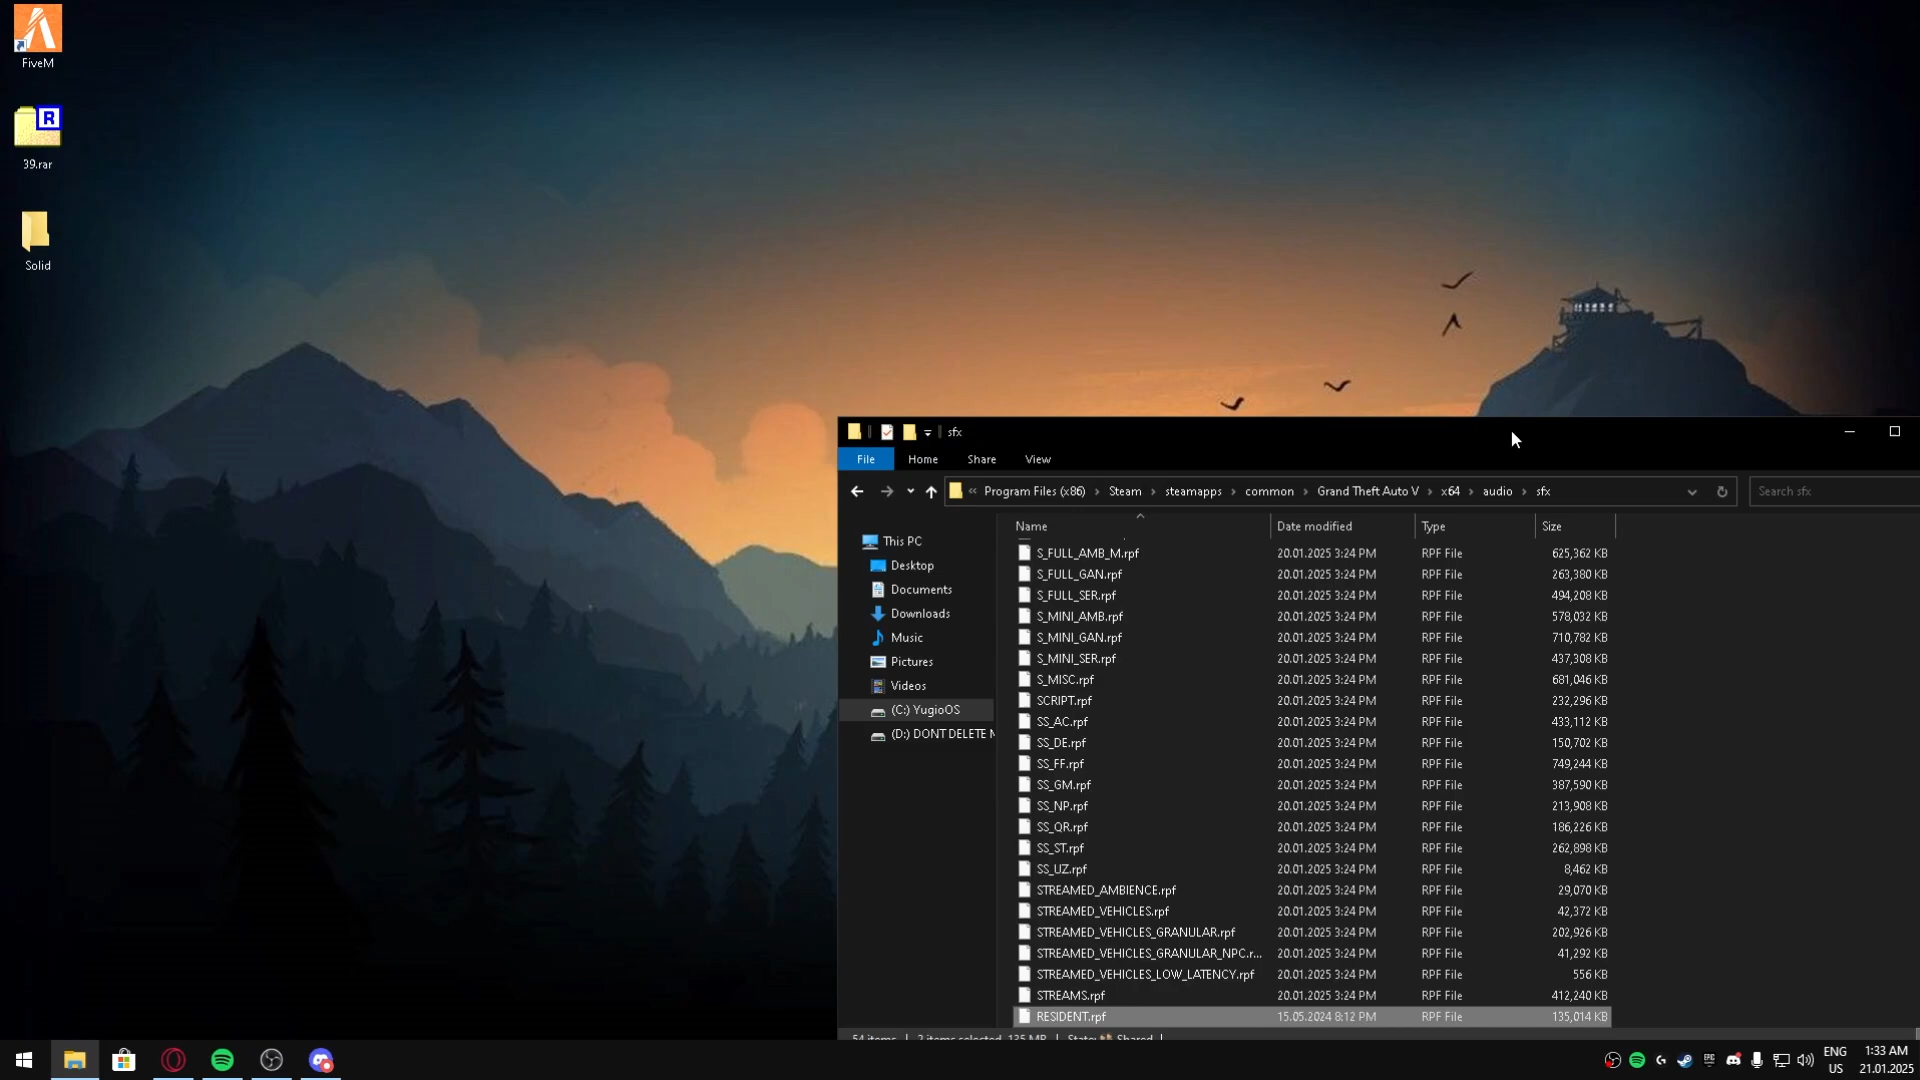 FiveM
R
39.rar
Solid
sfx
File Home Share View
« Program Files (x86) › Steam › steamapps › common › Grand Theft Auto V › x64 › audio › sfx
Search sfx
Name Date modified Type Size
This PC
Desktop
Documents
Downloads
Music
Pictures
Videos
(C:) YugioOS
(D:) DONT DELETE
S_FULL_AMB_M.rpf 20.01.2025 3:24 PM RPF File 625,362 KB
S_FULL_GAN.rpf 20.01.2025 3:24 PM RPF File 263,380 KB
S_FULL_SER.rpf 20.01.2025 3:24 PM RPF File 494,208 KB
S_MINI_AMB.rpf 20.01.2025 3:24 PM RPF File 578,032 KB
S_MINI_GAN.rpf 20.01.2025 3:24 PM RPF File 710,782 KB
S_MINI_SER.rpf 20.01.2025 3:24 PM RPF File 437,308 KB
S_MISC.rpf 20.01.2025 3:24 PM RPF File 681,046 KB
SCRIPT.rpf 20.01.2025 3:24 PM RPF File 232,296 KB
SS_AC.rpf 20.01.2025 3:24 PM RPF File 433,112 KB
SS_DE.rpf 20.01.2025 3:24 PM RPF File 150,702 KB
SS_FF.rpf 20.01.2025 3:24 PM RPF File 749,244 KB
SS_GM.rpf 20.01.2025 3:24 PM RPF File 387,590 KB
SS_NP.rpf 20.01.2025 3:24 PM RPF File 213,908 KB
SS_QR.rpf 20.01.2025 3:24 PM RPF File 186,226 KB
SS_ST.rpf 20.01.2025 3:24 PM RPF File 262,898 KB
SS_UZ.rpf 20.01.2025 3:24 PM RPF File 8,462 KB
STREAMED_AMBIENCE.rpf 20.01.2025 3:24 PM RPF File 29,070 KB
STREAMED_VEHICLES.rpf 20.01.2025 3:24 PM RPF File 42,372 KB
STREAMED_VEHICLES_GRANULAR.rpf 20.01.2025 3:24 PM RPF File 202,926 KB
STREAMED_VEHICLES_GRANULAR_NPC.r... 20.01.2025 3:24 PM RPF File 41,292 KB
STREAMED_VEHICLES_LOW_LATENCY.rpf 20.01.2025 3:24 PM RPF File 556 KB
STREAMS.rpf 20.01.2025 3:24 PM RPF File 412,240 KB
RESIDENT.rpf 15.05.2024 8:12 PM RPF File 135,014 KB
54 items 2 items selected 135 MB State: Shared
ENG 1:33 AM
US 21.01.2025